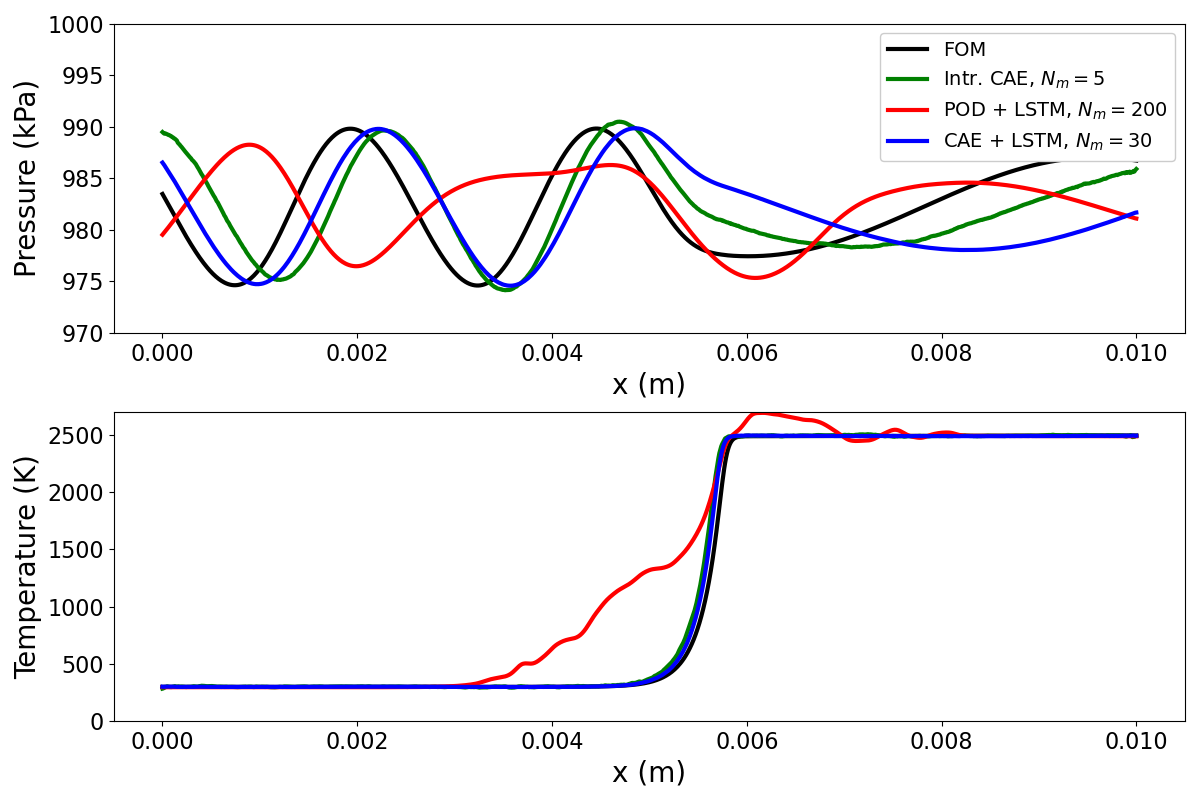 1000
995
990
985
980
975
970
Pressure (kPa)
FOM
Intr. CAE, $N_m = 5$
POD + LSTM, $N_m = 200$
CAE + LSTM, $N_m = 30$
0.000 0.002 0.004 0.006 0.008 0.010
x (m)
2500
2000
1500
1000
500
0
Temperature (K)
0.000 0.002 0.004 0.006 0.008 0.010
x (m)